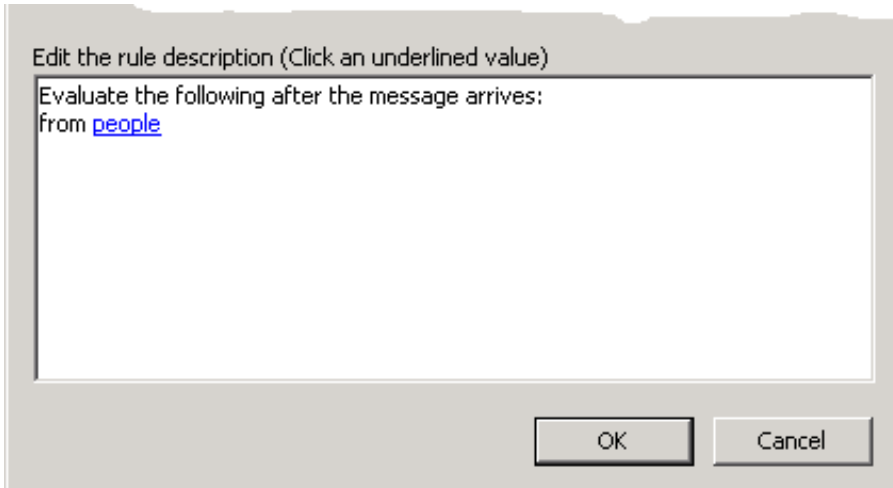 Edit the rule description (Click an underlined value)
Evaluate the following after the message arrives:
from people
OK
Cancel